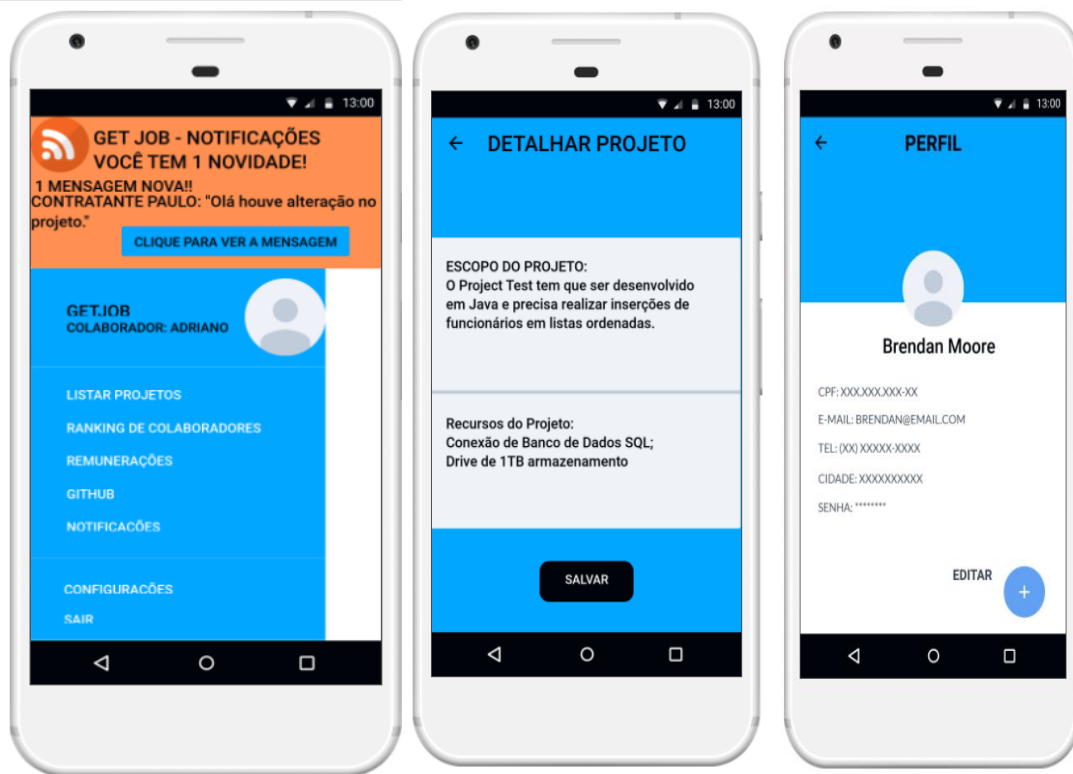 13:00
GET JOB - NOTIFICAÇÕES
VOCÊ TEM 1 NOVIDADE!
1 MENSAGEM NOVA!!
CONTRATANTE PAULO: "Olá houve alteração no
projeto."
CLIQUE PARA VER A MENSAGEM
GETJOB
COLABORADOR: ADRIANO
LISTAR PROJETOS
RANKING DE COLABORADORES
REMUNERAÇÕES
GITHUB
NOTIFICAÇÕES
CONFIGURAÇÕES
SAIR
13:00
DETALHAR PROJETO
ESCOPO DO PROJETO:
O Project Test tem que ser desenvolvido
em Java e precisa realizar inserções de
funcionários em listas ordenadas.
Recursos do Projeto:
Conexão de Banco de Dados SQL;
Drive de 1TB armazenamento
SALVAR
13:00
PERFIL
Brendan Moore
CPF: XXX.XXX.XXX-XX
E-MAIL: BRENDAN@EMAIL.COM
TEL: (XX) XXXXX-XXXX
CIDADE: XXXXXXXXXX
SENHA: ********
EDITAR
+